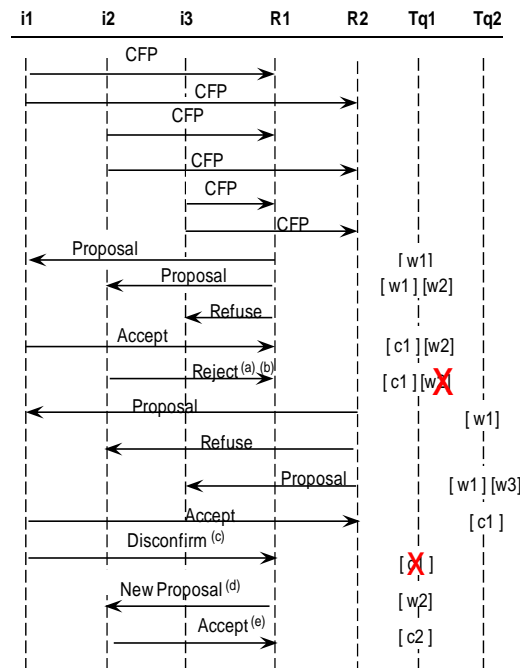 i1 i2 i3 R1 R2 Tq1 Tq2
CFP
CFP
CFP
CFP
CFP
CFP
Proposal [ w1]
Proposal [ w1 ] [w2]
Refuse
Accept [ c1 ] [w2]
Reject (a) (b) [ c1 ] [w2]
Proposal [ w1]
Refuse
Proposal [ w1 ] [w3]
Accept [ c1 ]
Disconfirm (c) [ c1 ]
New Proposal (d) [ w2]
Accept (e) [ c2 ]